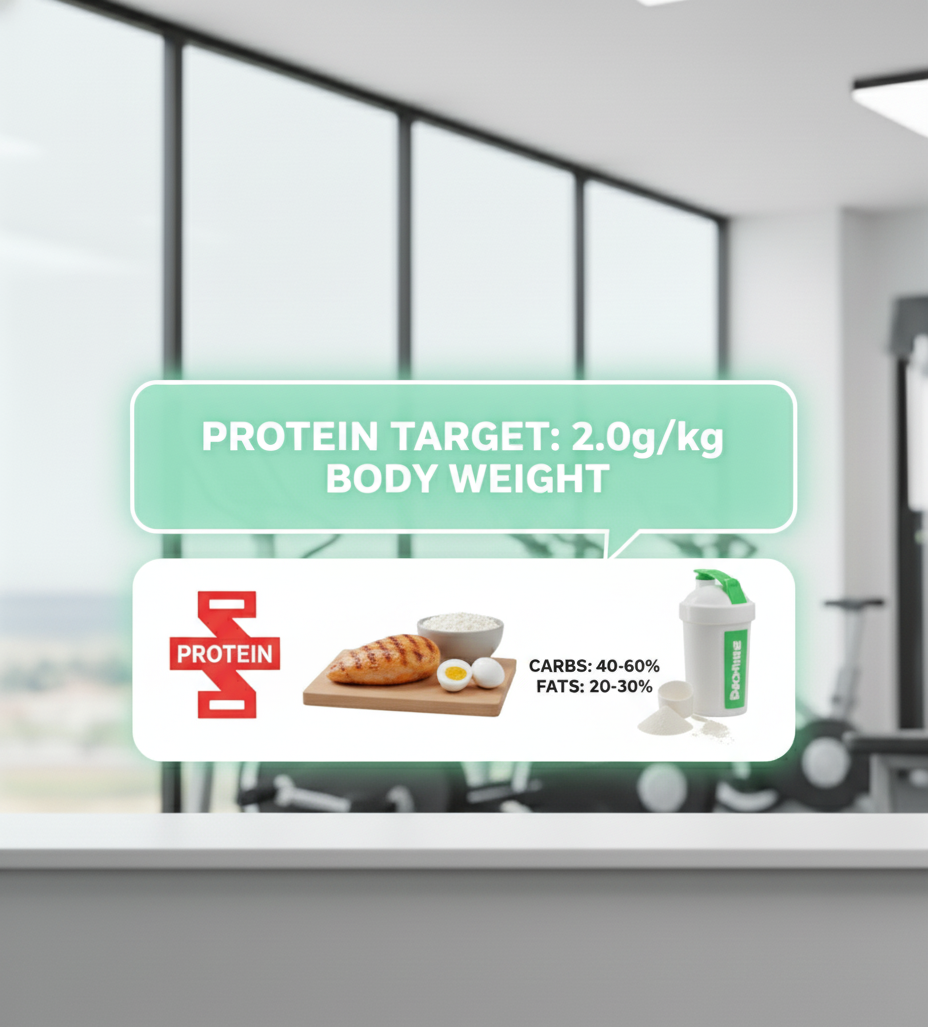 PROTEIN TARGET: 2.0g/kg
BODY WEIGHT
PROTEIN
CARBS: 40-60%
FATS: 20-30%